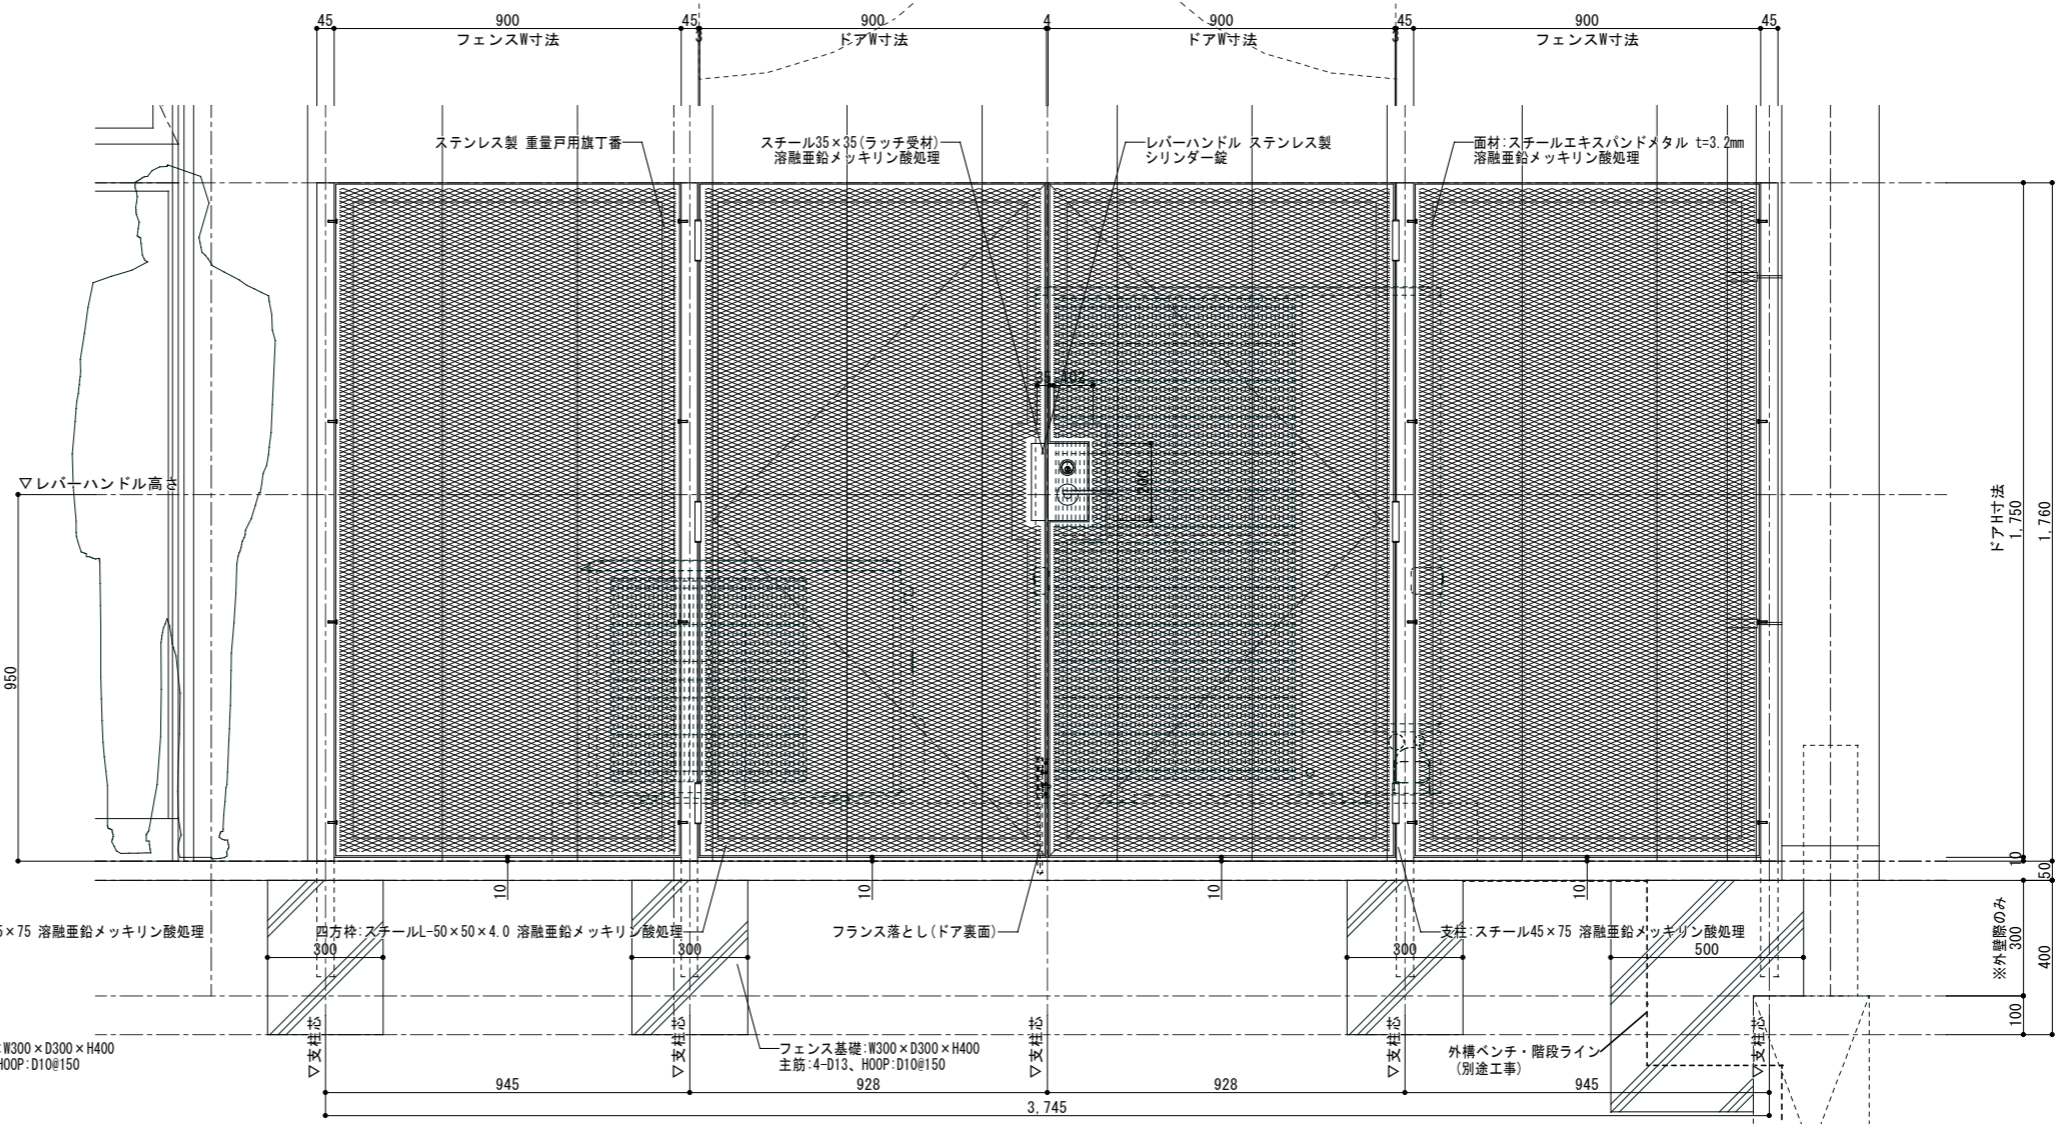 45 900 45 900 4 900 45 900 45
フェンスW寸法 3 ドアW寸法 ドアW寸法 3 フェンスW寸法
ステンレス製 重量戸用旗丁番
スチール35×35(ラッチ受材)
溶融亜鉛メッキリン酸処理
レバーハンドル ステンレス製
シリンダー錠
面材:スチールエキスパンドメタル t=3.2mm
溶融亜鉛メッキリン酸処理
35 102
200
▽レバーハンドル高さ
950
ドアH寸法
1,750
1,760
10
50
10 10 10 10
5×75 溶融亜鉛メッキリン酸処理
四方枠:スチールL-50×50×4.0 溶融亜鉛メッキリン酸処理
フランス落とし(ドア裏面)
支柱:スチール45×75 溶融亜鉛メッキリン酸処理
300 300 300 500
※外壁際のみ
300
400
100
:W300×D300×H400
HOOP:D10@150
フェンス基礎:W300×D300×H400
主筋:4-D13、HOOP:D10@150
外構ベンチ・階段ライン
(別途工事)
▽支柱芯 ▽支柱芯 ▽支柱芯 ▽支柱芯 ▽支柱芯
945 928 928 945
3,745